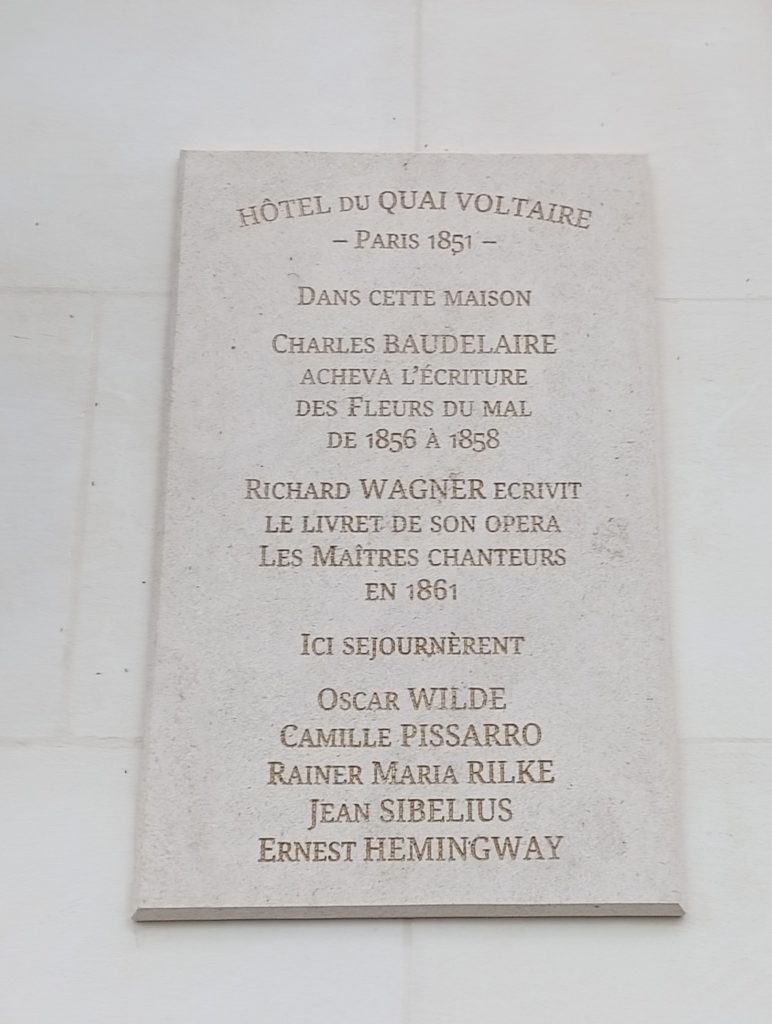 HÔTEL DU QUAI VOLTAIRE
– PARIS 1851 –
DANS CETTE MAISON
CHARLES BAUDELAIRE
ACHEVA L'ÉCRITURE
DES FLEURS DU MAL
DE 1856 À 1858
RICHARD WAGNER ECRIVIT
LE LIVRET DE SON OPERA
LES MAÎTRES CHANTEURS
EN 1861
ICI SEJOURNÈRENT
OSCAR WILDE
CAMILLE PISSARRO
RAINER MARIA RILKE
JEAN SIBELIUS
ERNEST HEMINGWAY